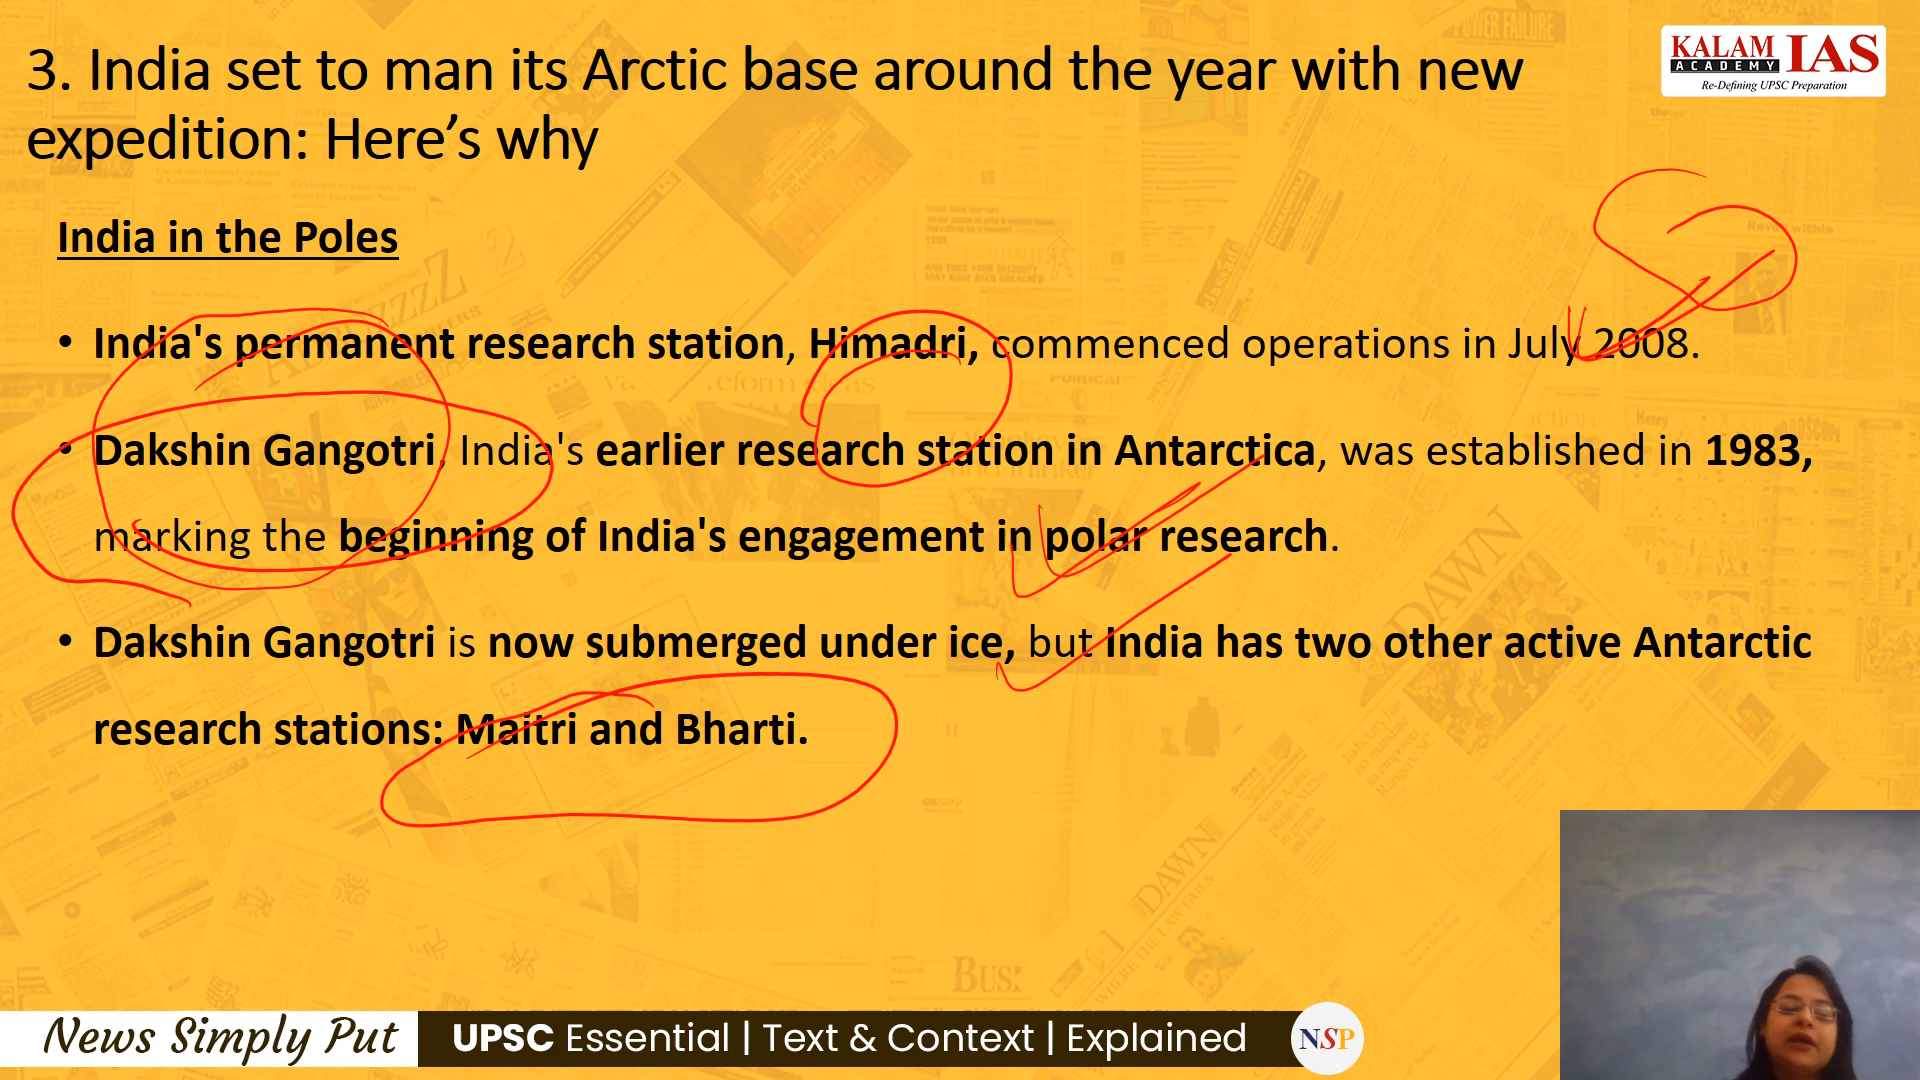 3. India set to man its Arctic base around the year with new
expedition: Here’s why
KALAM IAS
ACADEMY
Re-Defining UPSC Preparation
India in the Poles
• India's permanent research station, Himadri, commenced operations in July 2008.
• Dakshin Gangotri, India's earlier research station in Antarctica, was established in 1983,
marking the beginning of India's engagement in polar research.
• Dakshin Gangotri is now submerged under ice, but India has two other active Antarctic
research stations: Maitri and Bharti.
News Simply Put
UPSC Essential | Text & Context | Explained
NSP